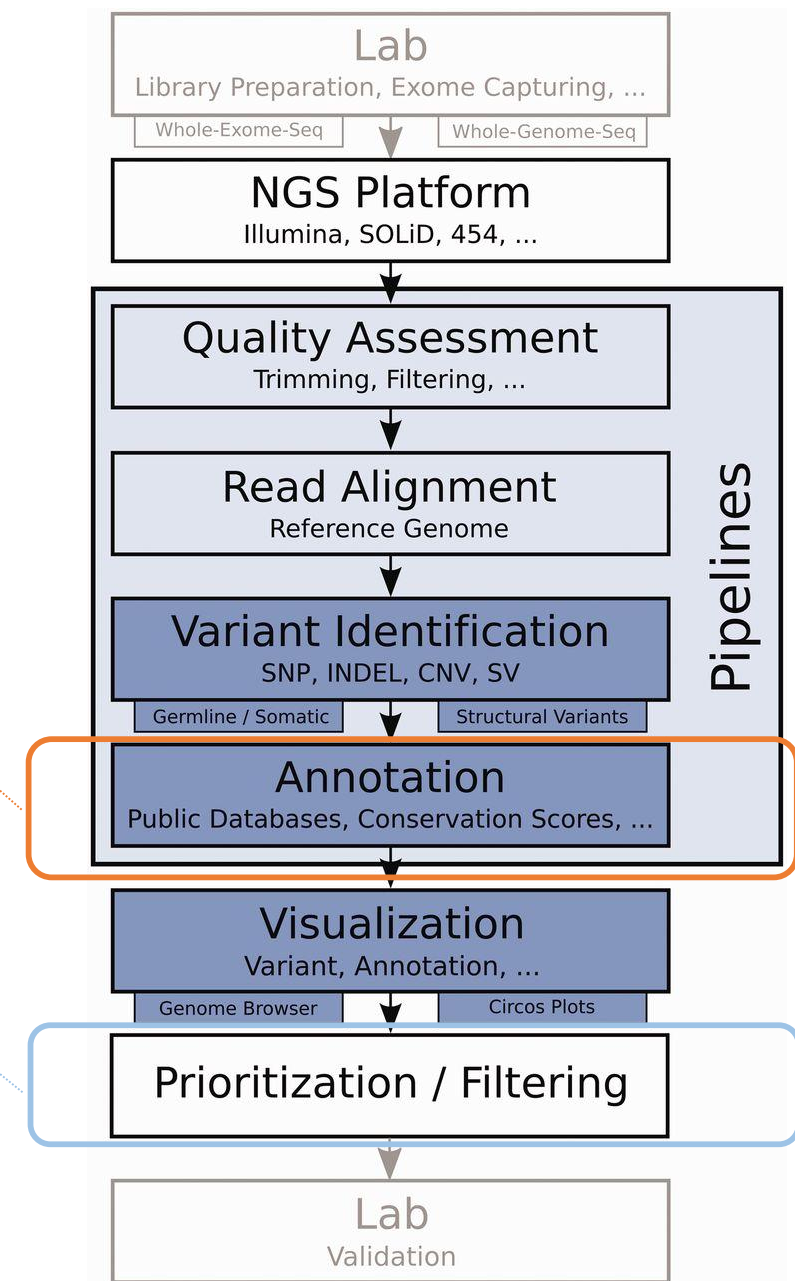 Lab
Library Preparation, Exome Capturing, ...
Whole-Exome-Seq
Whole-Genome-Seq
NGS Platform
Illumina, SOLiD, 454, ...
Quality Assessment
Trimming, Filtering, ...
Read Alignment
Reference Genome
Pipelines
Variant Identification
SNP, INDEL, CNV, SV
Germline / Somatic
Structural Variants
Annotation
Public Databases, Conservation Scores, ...
Visualization
Variant, Annotation, ...
Genome Browser
Circos Plots
Prioritization / Filtering
Lab
Validation